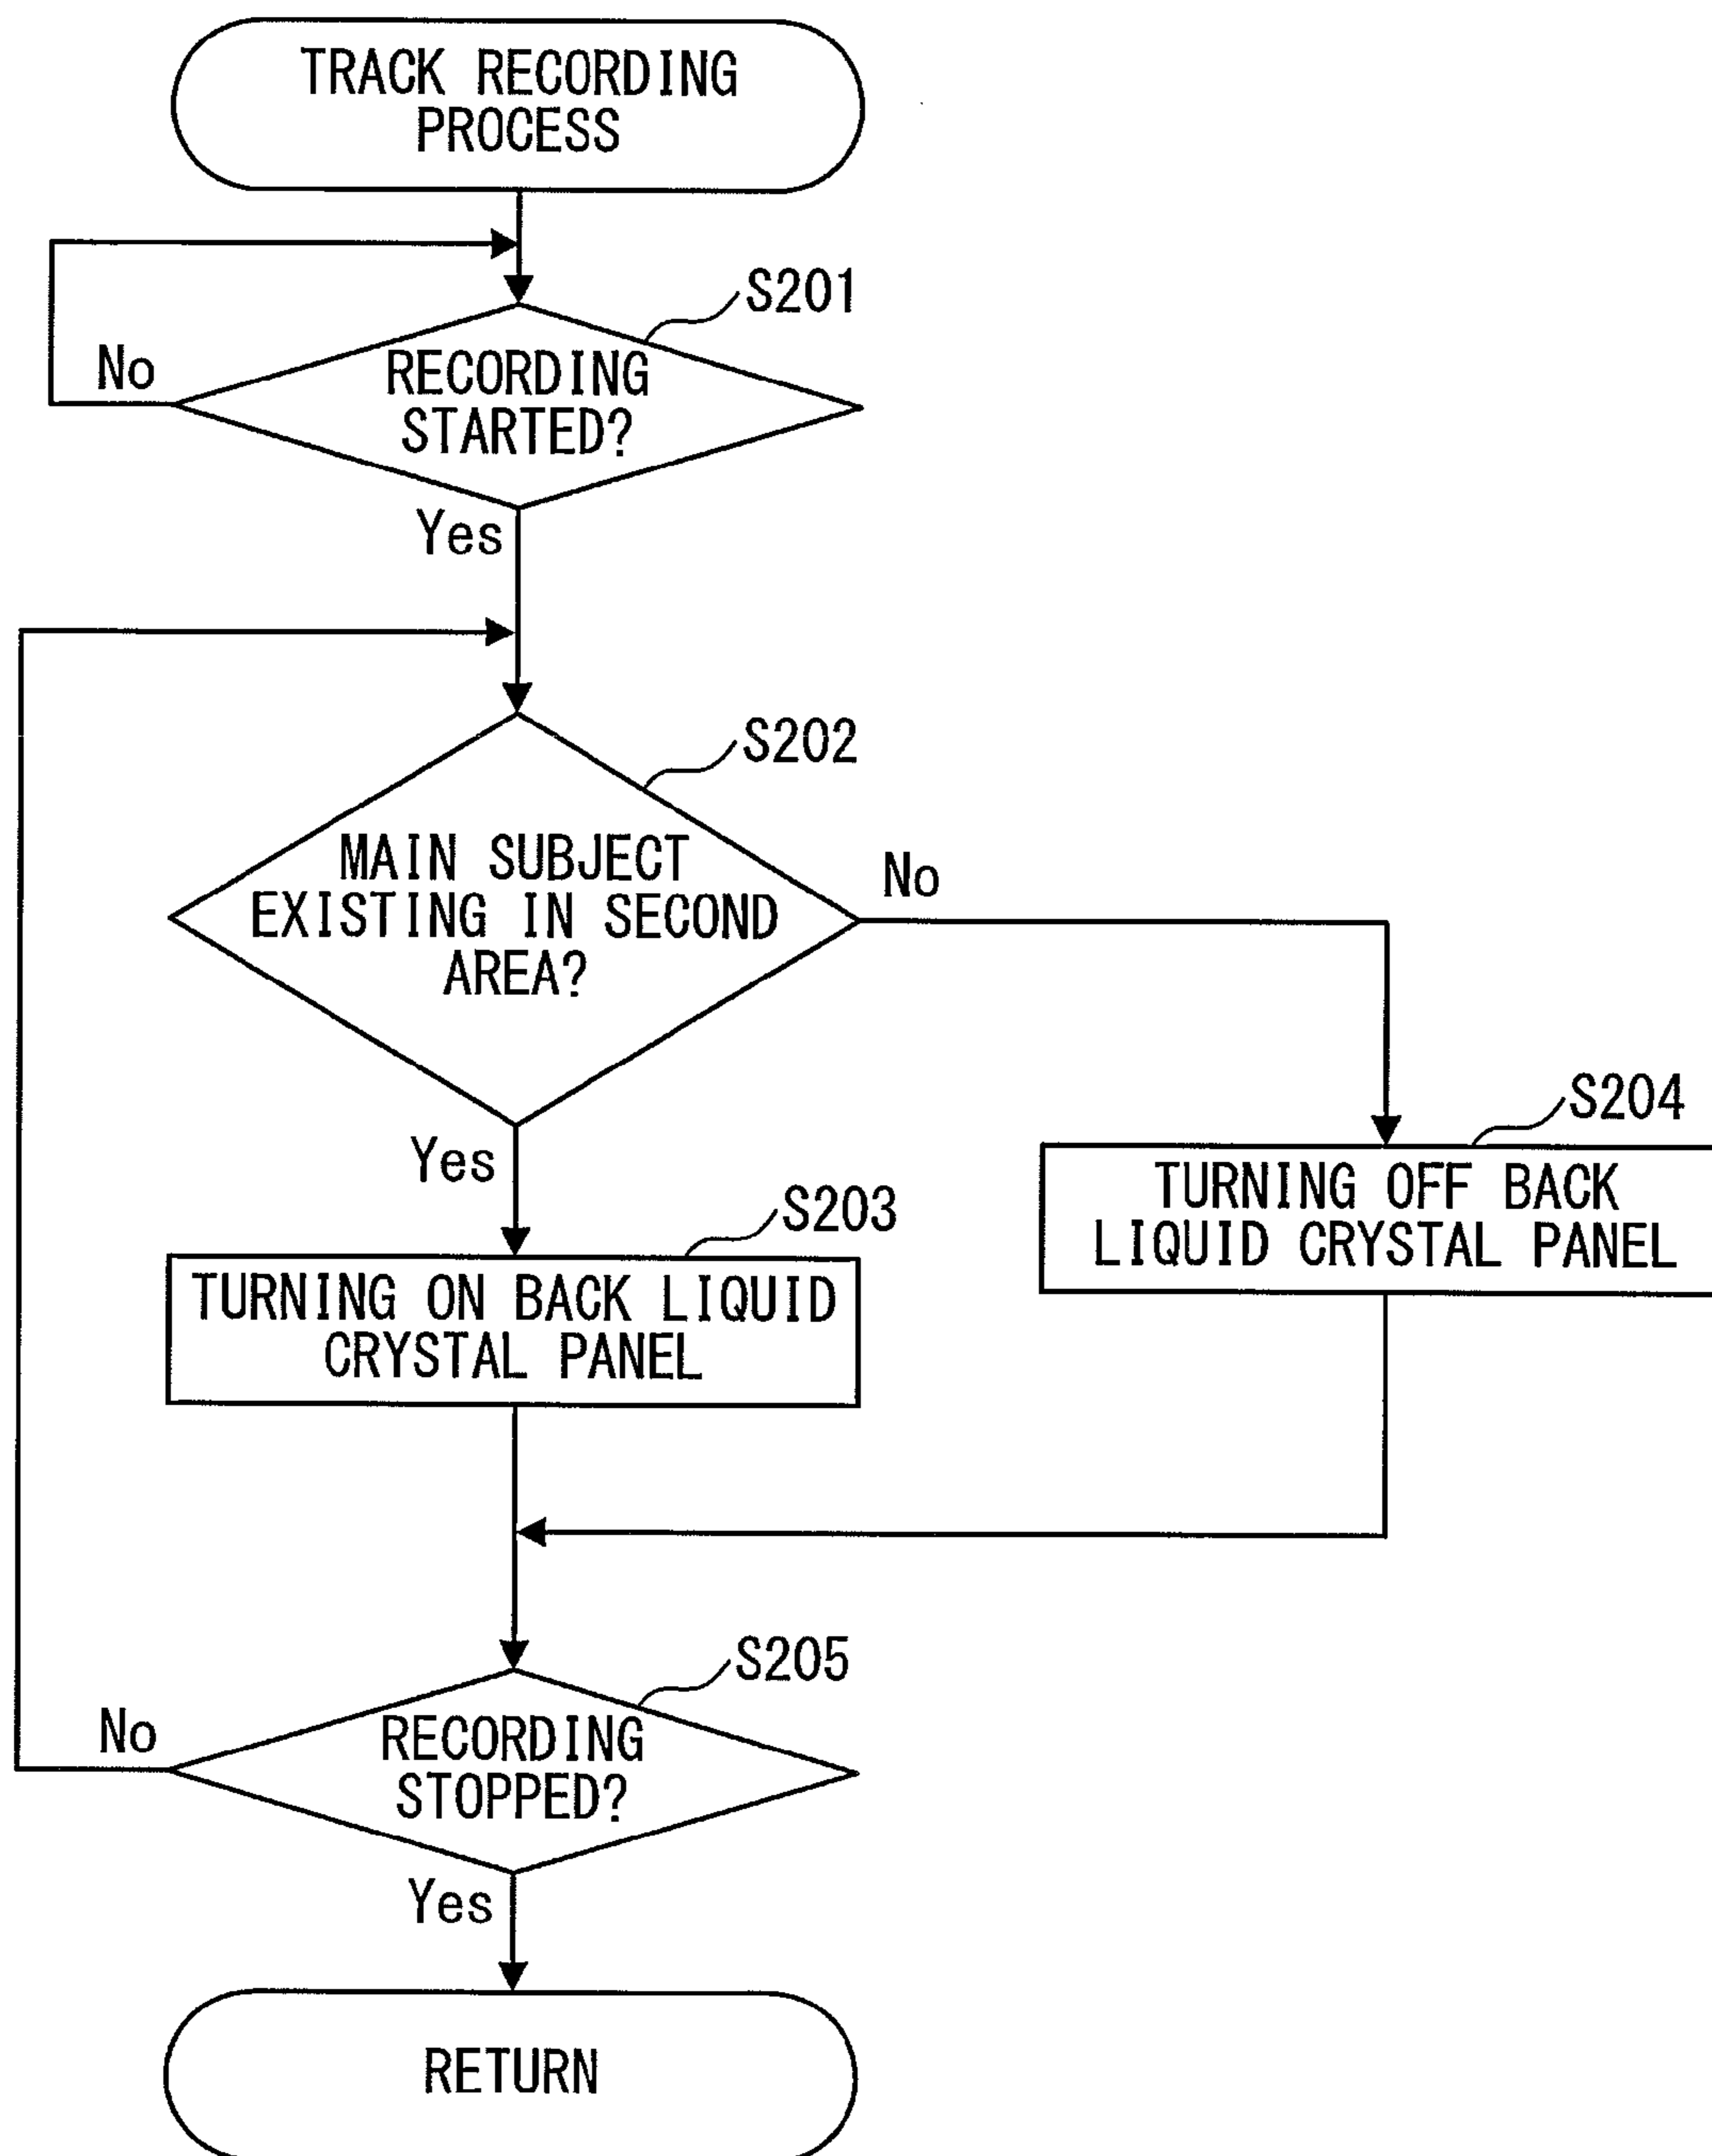 TRACK RECORDING
PROCESS
S201
No
RECORDING
STARTED?
Yes
S202
MAIN SUBJECT
EXISTING IN SECOND
AREA?
No
Yes
S204
TURNING OFF BACK
LIQUID CRYSTAL PANEL
S203
TURNING ON BACK LIQUID
CRYSTAL PANEL
S205
No
RECORDING
STOPPED?
Yes
RETURN